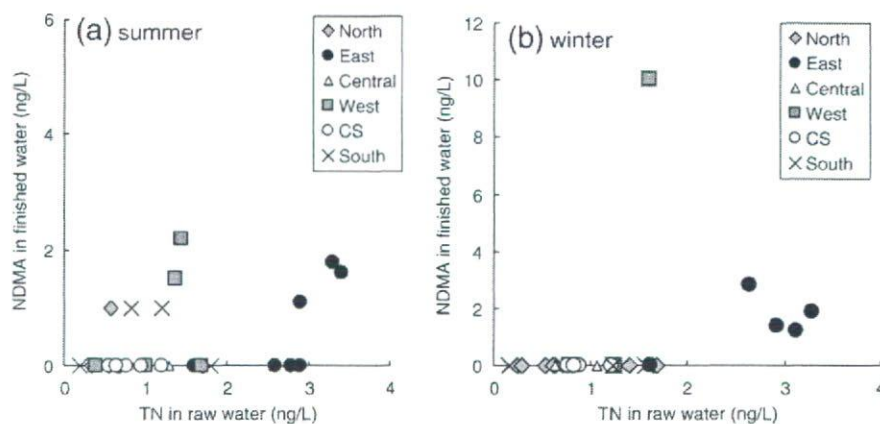 (a) summer
North
East
Central
West
CS
South
6
4
2
0
0 1 2 3 4
NDMA in finished water (ng/L)
TN in raw water (ng/L)
(b) winter
North
East
Central
West
CS
South
12
10
8
6
4
2
0
0 1 2 3 4
NDMA in finished water (ng/L)
TN in raw water (ng/L)